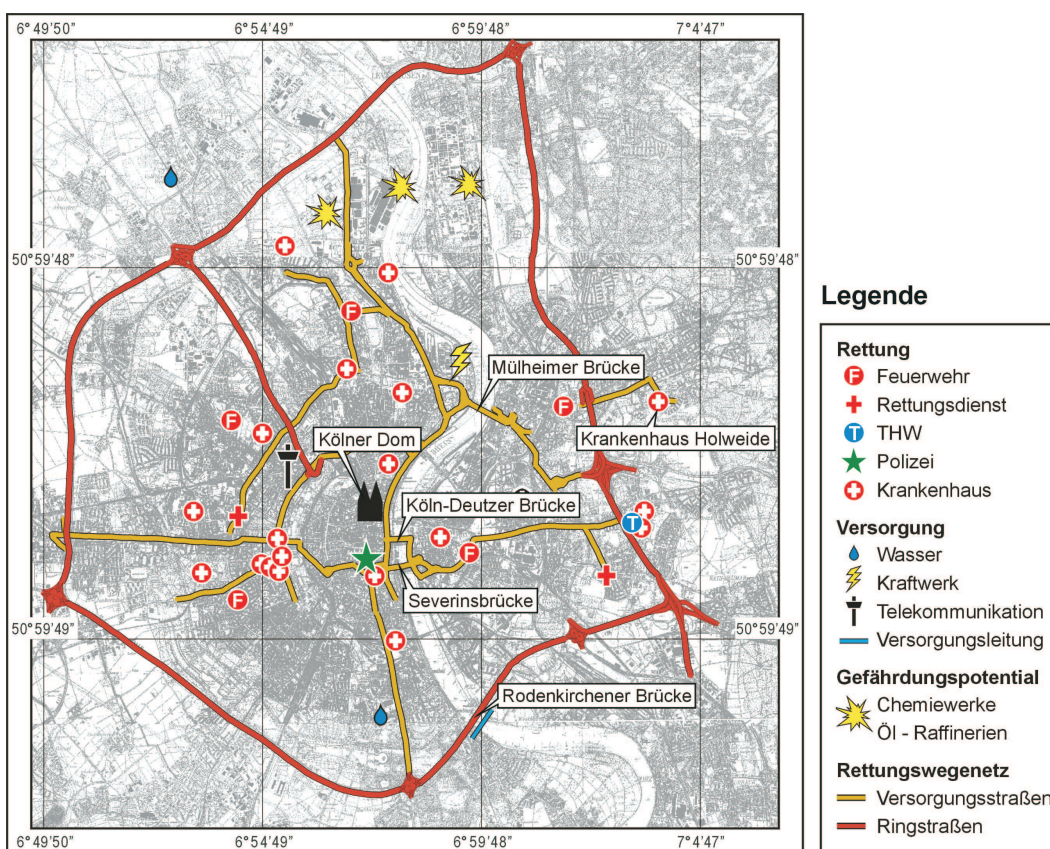 6° 49'50"
6° 54'49"
6° 59'48"
7° 4'47"
50° 59'48"
50° 59'48"
Mülheimer Brücke
Kölner Dom
Krankenhaus Holweide
Köln-Deutzer Brücke
Severinsbrücke
50° 59'49"
50° 59'49"
Rodenkirchener Brücke
6° 49'50"
6° 54'49"
6° 59'48"
7° 4'47"
Legende
Rettung
F Feuerwehr
Rettungsdienst
T THW
Polizei
Krankenhaus
Versorgung
Wasser
Kraftwerk
Telekommunikation
Versorgungsleitung
Gefährdungspotential
Chemiewerke
Öl - Raffinerien
Rettungswegenetz
Versorgungsstraßen
Ringstraßen